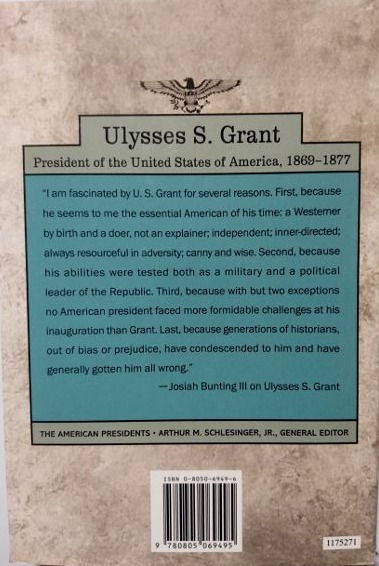 Ulysses S. Grant
President of the United States of America, 1869–1877
"I am fascinated by U. S. Grant for several reasons. First, because
he seems to me the essential American of his time: a Westerner
by birth and a doer, not an explainer; independent; inner-directed;
always resourceful in adversity; canny and wise. Second, because
his abilities were tested both as a military and a political
leader of the Republic. Third, because with but two exceptions
no American president faced more formidable challenges at his
inauguration than Grant. Last, because generations of historians,
out of bias or prejudice, have condescended to him and have
generally gotten him all wrong."
—Josiah Bunting III on Ulysses S. Grant
THE AMERICAN PRESIDENTS • ARTHUR M. SCHLESINGER, JR., GENERAL EDITOR
ISBN 0-8050-6949-6
9 780805 069495
1175271